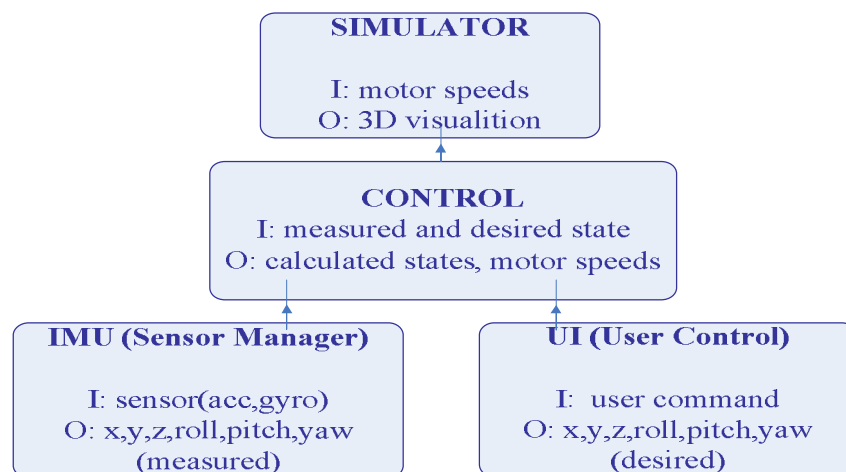 SIMULATOR
I: motor speeds
O: 3D visualition
CONTROL
I: measured and desired state
O: calculated states, motor speeds
IMU (Sensor Manager)
I: sensor(acc,gyro)
O: x,y,z,roll,pitch,yaw
(measured)
UI (User Control)
I: user command
O: x,y,z,roll,pitch,yaw
(desired)